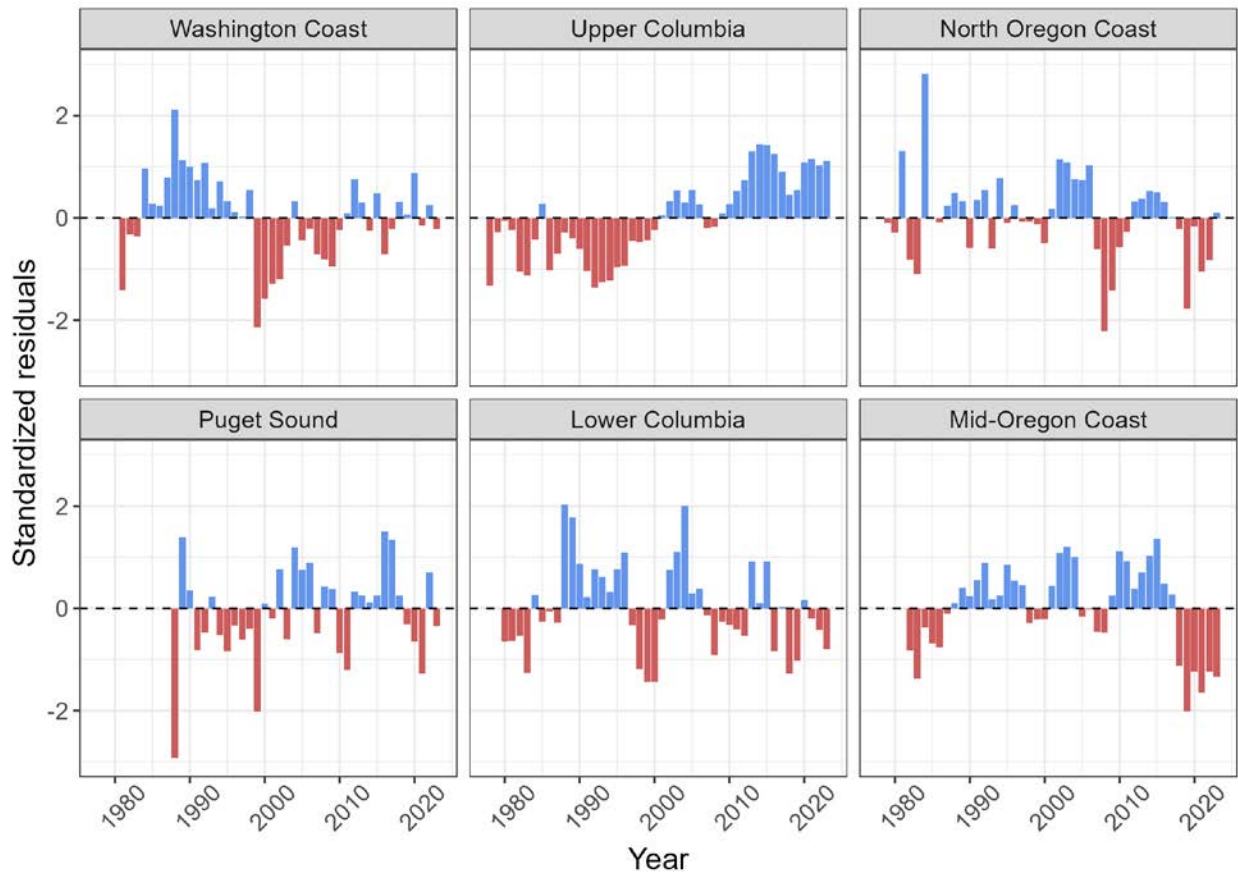 Washington Coast
Upper Columbia
North Oregon Coast
2
0
-2
Puget Sound
Lower Columbia
Mid-Oregon Coast
2
0
-2
Standardized residuals
1980 1990 2000 2010 2020
1980 1990 2000 2010 2020
1980 1990 2000 2010 2020
Year